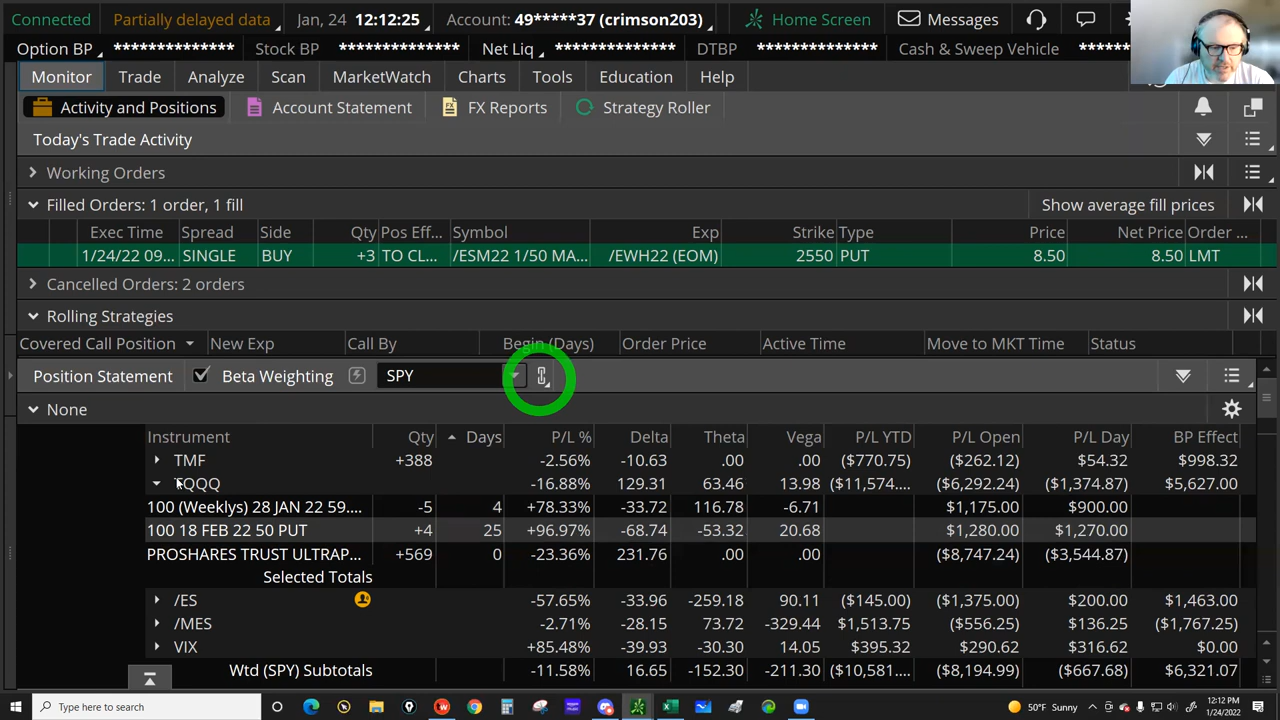 Connected Partially delayed data Jan, 24 12:12:25 Account: 49*****37 (crimson203) Home Screen Messages
Option BP ************** Stock BP ************** Net Liq ************** DTBP ************** Cash & Sweep Vehicle
Monitor Trade Analyze Scan MarketWatch Charts Tools Education Help
Activity and Positions Account Statement FX Reports Strategy Roller
Today's Trade Activity
Working Orders
Filled Orders: 1 order, 1 fill Show average fill prices
Exec Time Spread Side Qty Pos Eff... Symbol Exp Strike Type Price Net Price Order ...
1/24/22 09... SINGLE BUY +3 TO CL... /ESM22 1/50 MA... /EWH22 (EOM) 2550 PUT 8.50 8.50 LMT
Cancelled Orders: 2 orders
Rolling Strategies
Covered Call Position New Exp Call By Begin (Days) Order Price Active Time Move to MKT Time Status
Position Statement Beta Weighting SPY
None
Instrument Qty Days P/L % Delta Theta Vega P/L YTD P/L Open P/L Day BP Effect
TMF +388 -2.56% -10.63 .00 .00 ($770.75) ($262.12) $54.32 $998.32
TQQQ -16.88% 129.31 63.46 13.98 ($11,574.... ($6,292.24) ($1,374.87) $5,627.00
100 (Weeklys) 28 JAN 22 59.... -5 4 +78.33% -33.72 116.78 -6.71 $1,175.00 $900.00
100 18 FEB 22 50 PUT +4 25 +96.97% -68.74 -53.32 20.68 $1,280.00 $1,270.00
PROSHARES TRUST ULTRAP... +569 0 -23.36% 231.76 .00 .00 ($8,747.24) ($3,544.87)
Selected Totals
/ES -57.65% -33.96 -259.18 90.11 ($145.00) ($1,375.00) $200.00 $1,463.00
/MES -2.71% -28.15 73.72 -329.44 $1,513.75 ($556.25) $136.25 ($1,767.25)
VIX +85.48% -39.93 -30.30 14.05 $395.32 $290.62 $316.62 $0.00
Wtd (SPY) Subtotals -11.58% 16.65 -152.30 -211.30 ($10,581.... ($8,194.99) ($667.68) $6,321.07
Type here to search 50°F Sunny 12:12 PM
1/24/2022